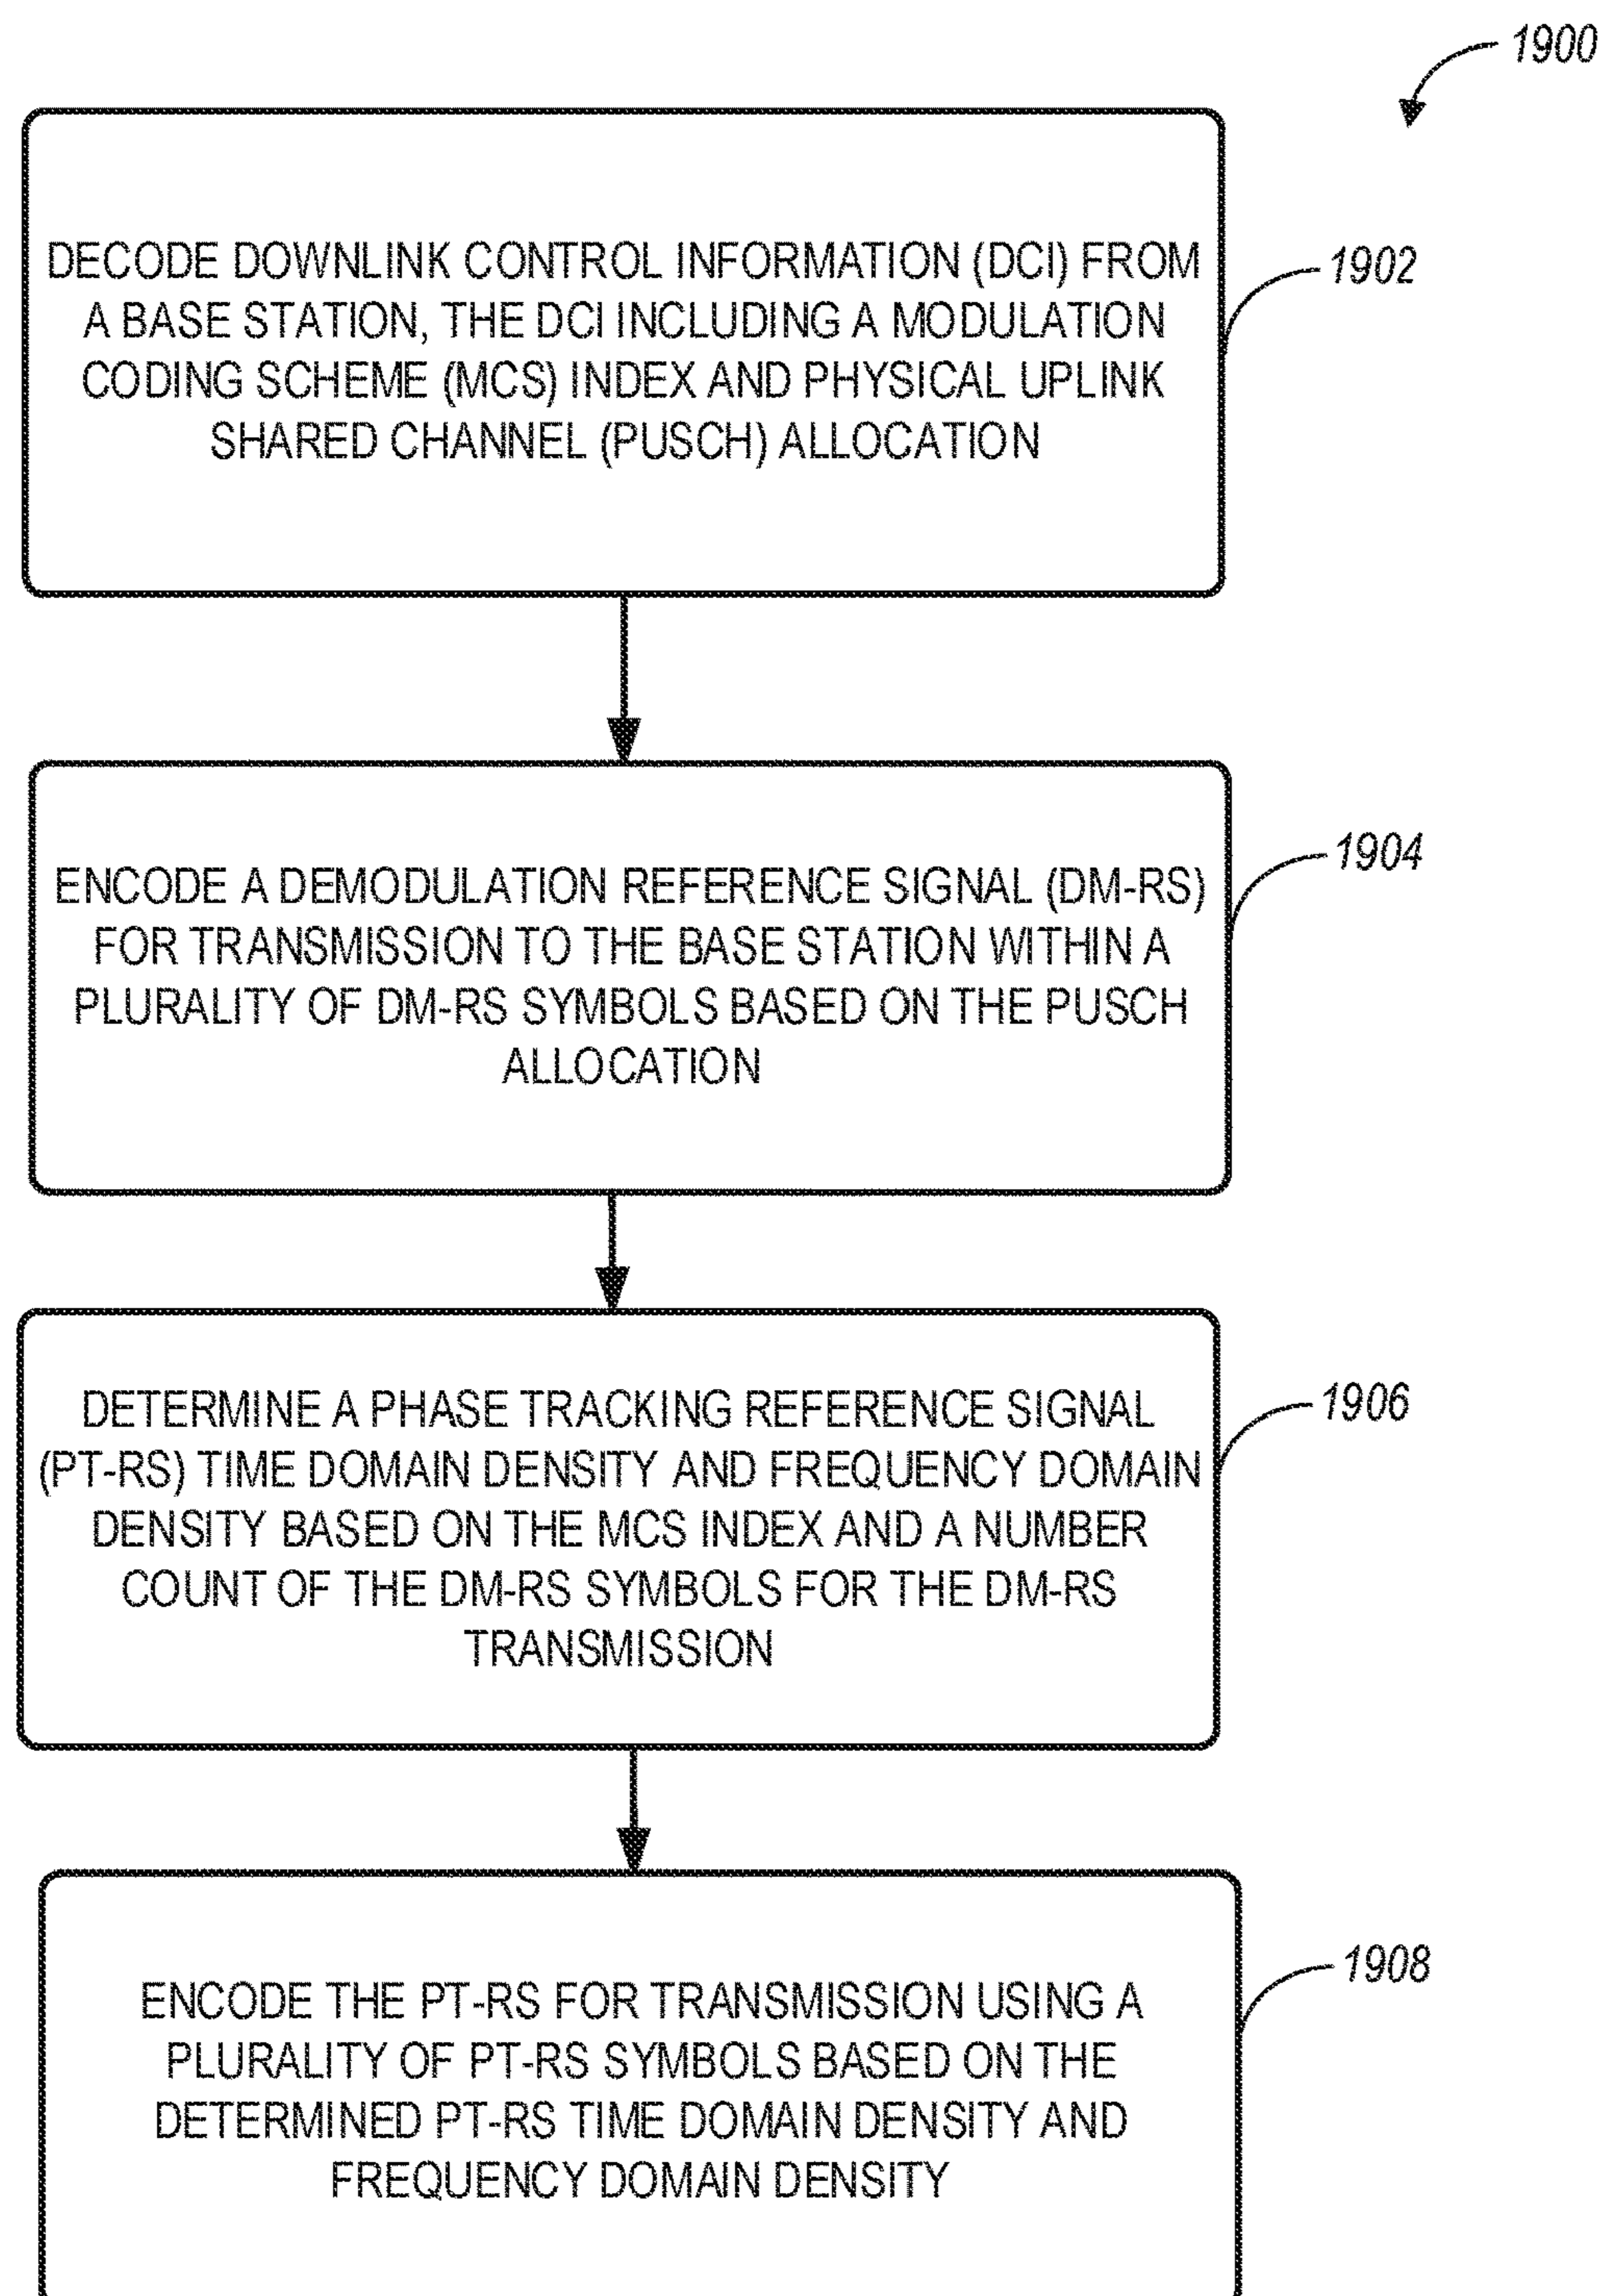 1900
DECODE DOWNLINK CONTROL INFORMATION (DCI) FROM
A BASE STATION, THE DCI INCLUDING A MODULATION
CODING SCHEME (MCS) INDEX AND PHYSICAL UPLINK
SHARED CHANNEL (PUSCH) ALLOCATION
1902
ENCODE A DEMODULATION REFERENCE SIGNAL (DM-RS)
FOR TRANSMISSION TO THE BASE STATION WITHIN A
PLURALITY OF DM-RS SYMBOLS BASED ON THE PUSCH
ALLOCATION
1904
DETERMINE A PHASE TRACKING REFERENCE SIGNAL
(PT-RS) TIME DOMAIN DENSITY AND FREQUENCY DOMAIN
DENSITY BASED ON THE MCS INDEX AND A NUMBER
COUNT OF THE DM-RS SYMBOLS FOR THE DM-RS
TRANSMISSION
1906
ENCODE THE PT-RS FOR TRANSMISSION USING A
PLURALITY OF PT-RS SYMBOLS BASED ON THE
DETERMINED PT-RS TIME DOMAIN DENSITY AND
FREQUENCY DOMAIN DENSITY
1908